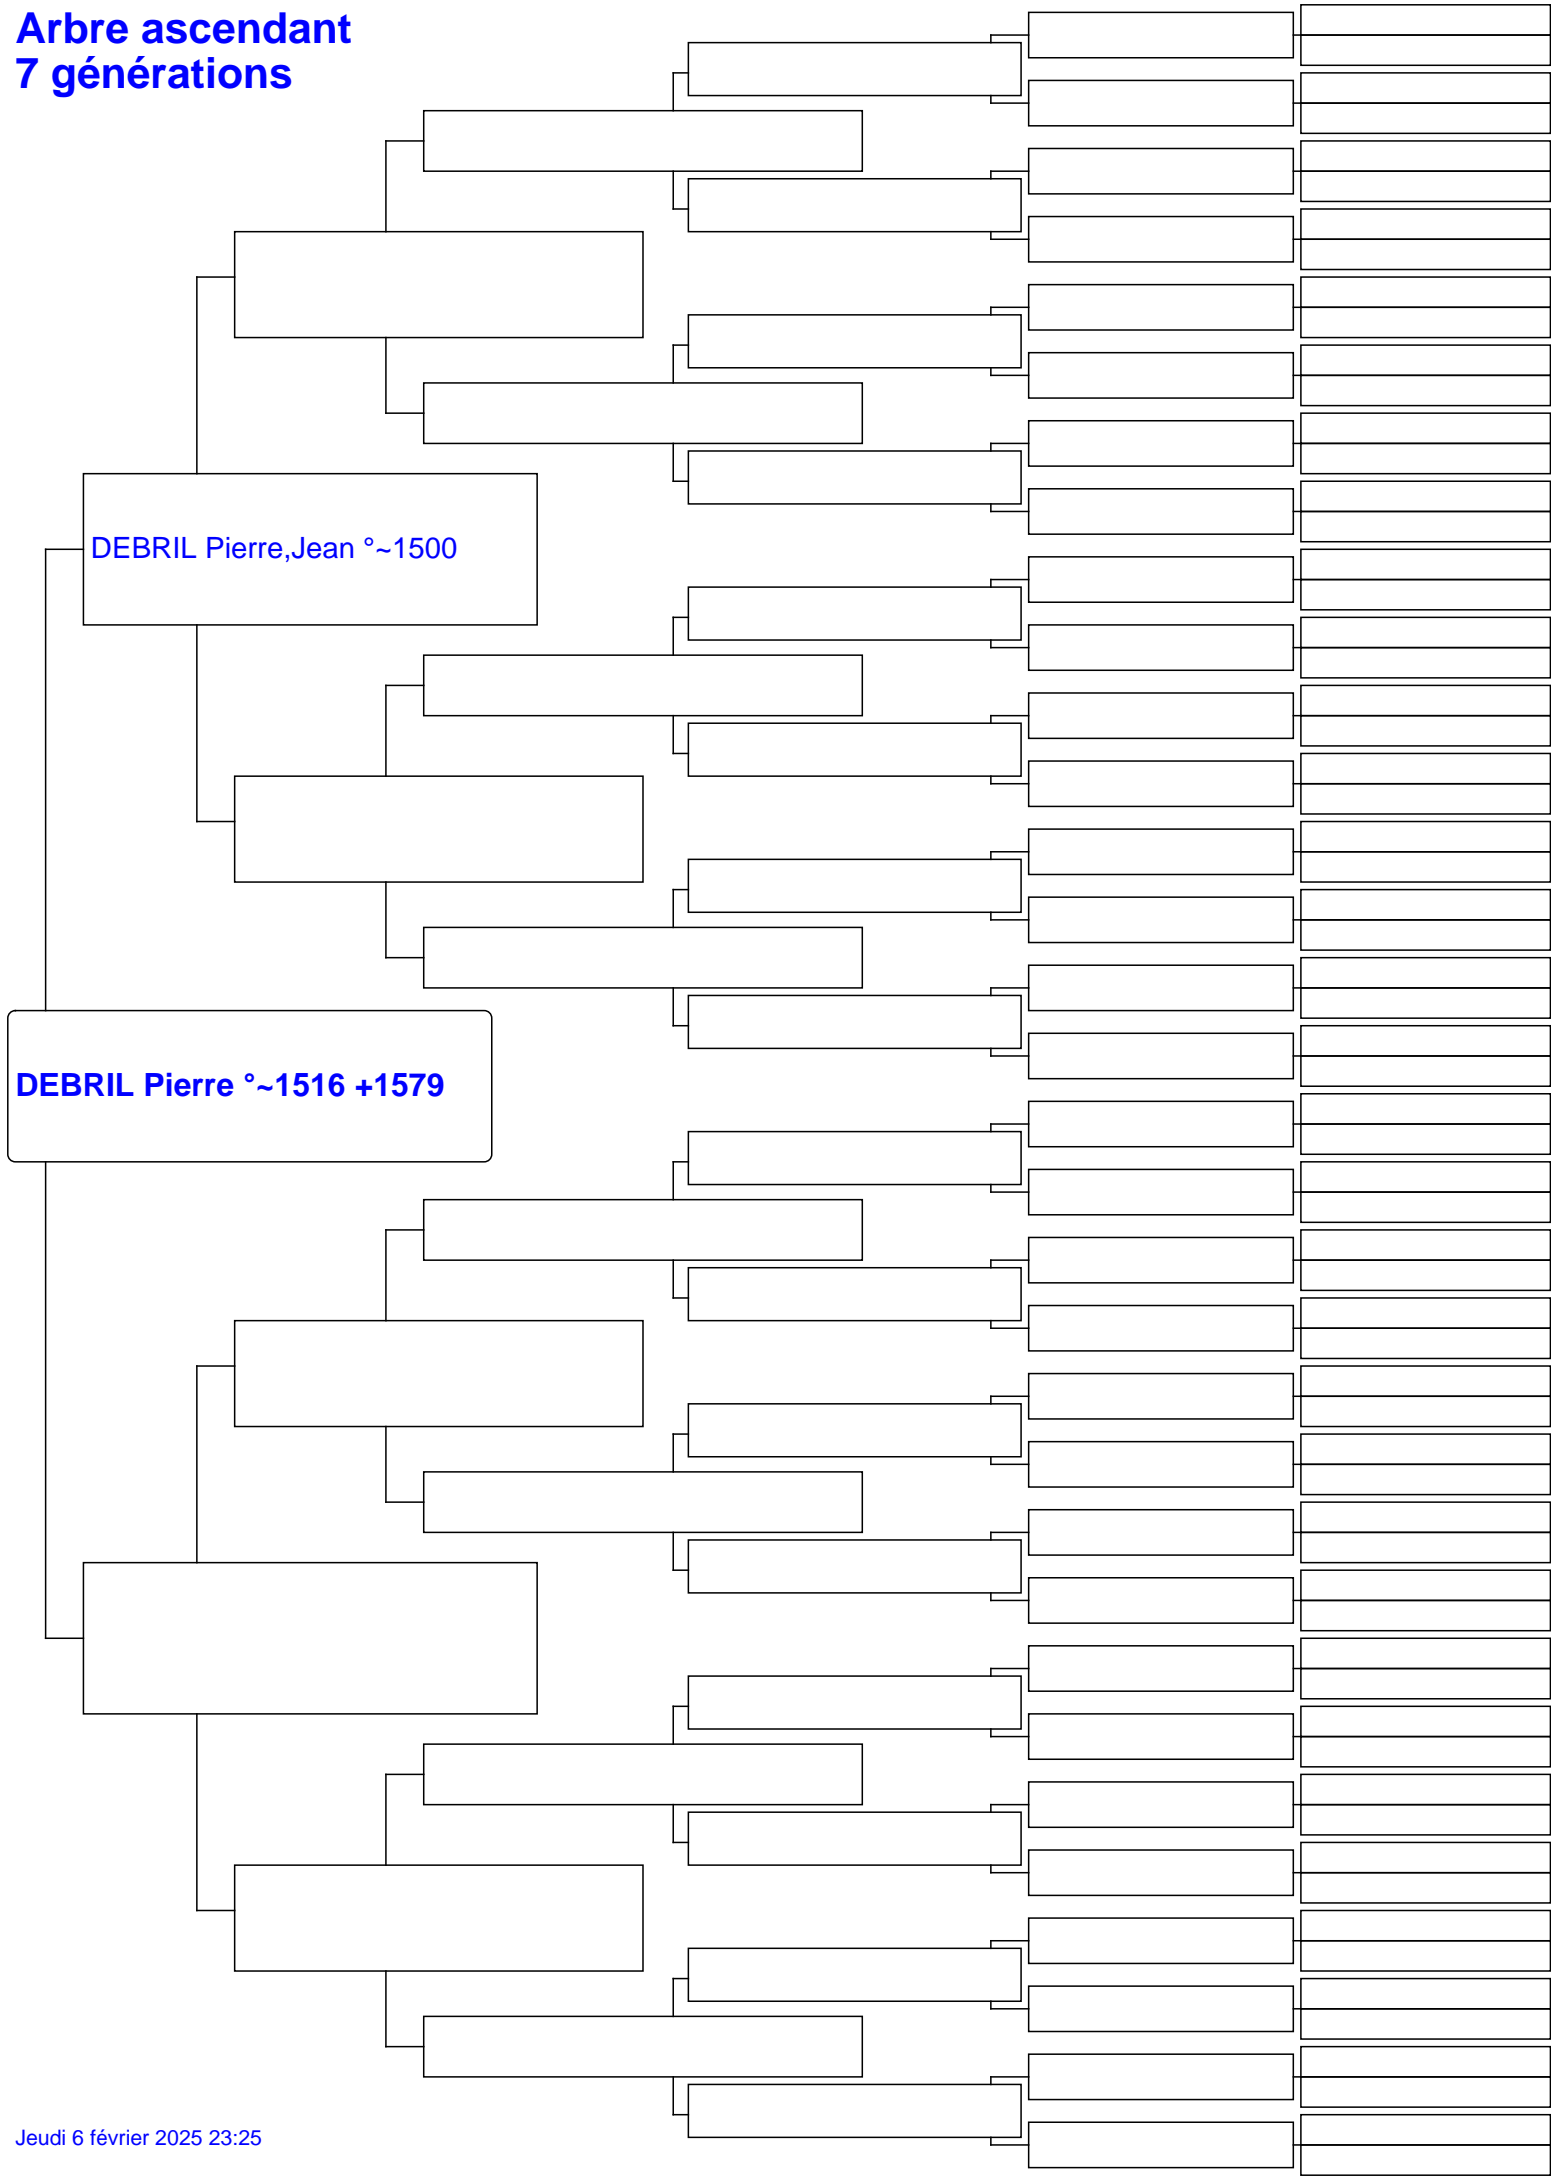 Arbre ascendant
7 générations
DEBRIL Pierre,Jean °~1500
DEBRIL Pierre °~1516 +1579
Jeudi 6 février 2025 23:25